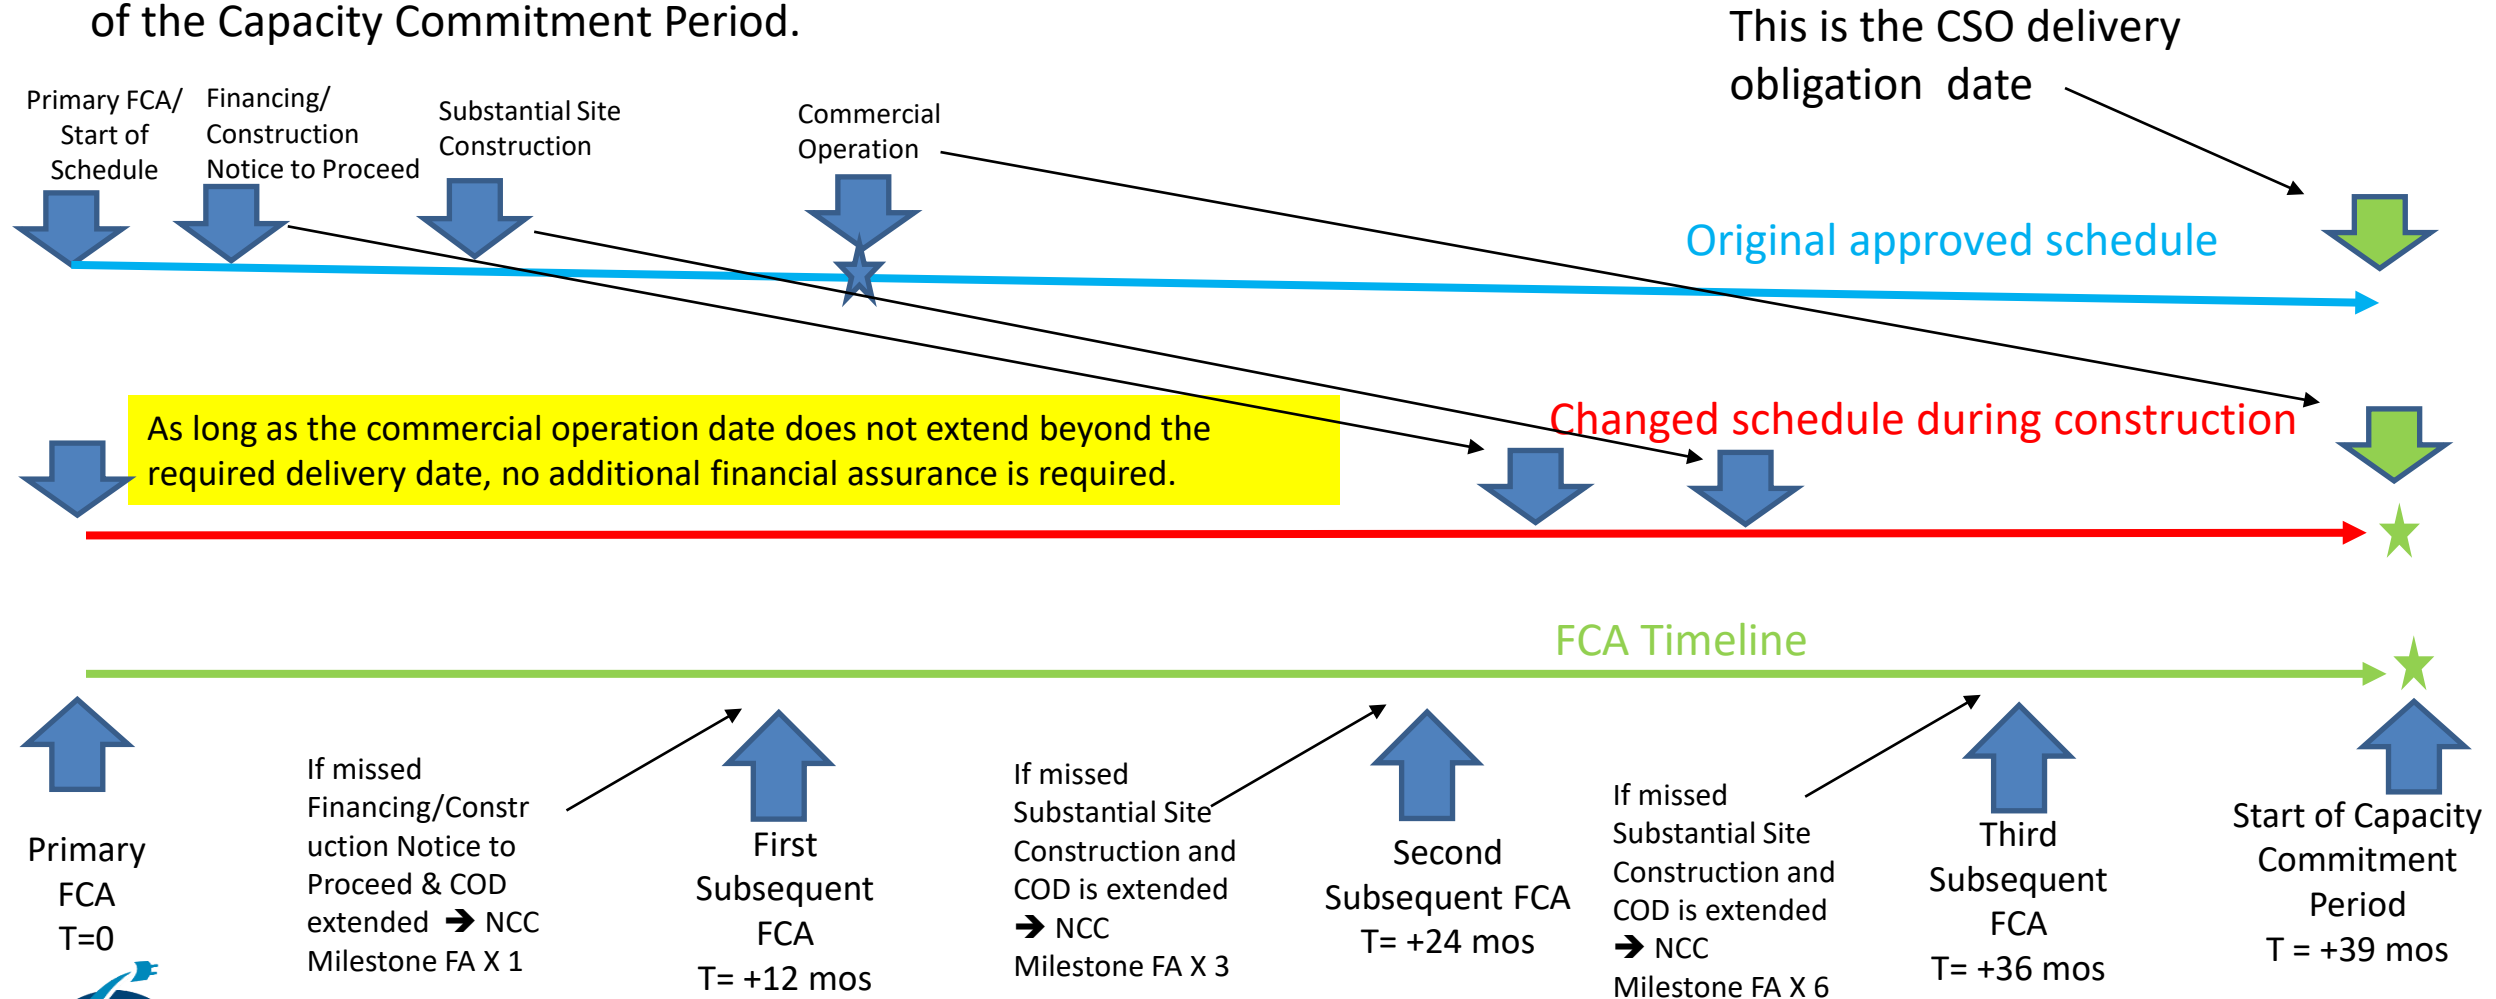 of the Capacity Commitment Period.
This is the CSO delivery
obligation date
Primary FCA/
Start of
Schedule
Financing/
Construction
Notice to Proceed
Substantial Site
Construction
Commercial
Operation
Original approved schedule
As long as the commercial operation date does not extend beyond the
required delivery date, no additional financial assurance is required.
Changed schedule during construction
FCA Timeline
Primary
FCA
T=0
If missed
Financing/Constr
uction Notice to
Proceed & COD
extended ➔ NCC
Milestone FA X 1
First
Subsequent
FCA
T= +12 mos
If missed
Substantial Site
Construction and
COD is extended
➔ NCC
Milestone FA X 3
Second
Subsequent FCA
T= +24 mos
If missed
Substantial Site
Construction and
COD is extended
➔ NCC
Milestone FA X 6
Third
Subsequent
FCA
T= +36 mos
Start of Capacity
Commitment
Period
T = +39 mos